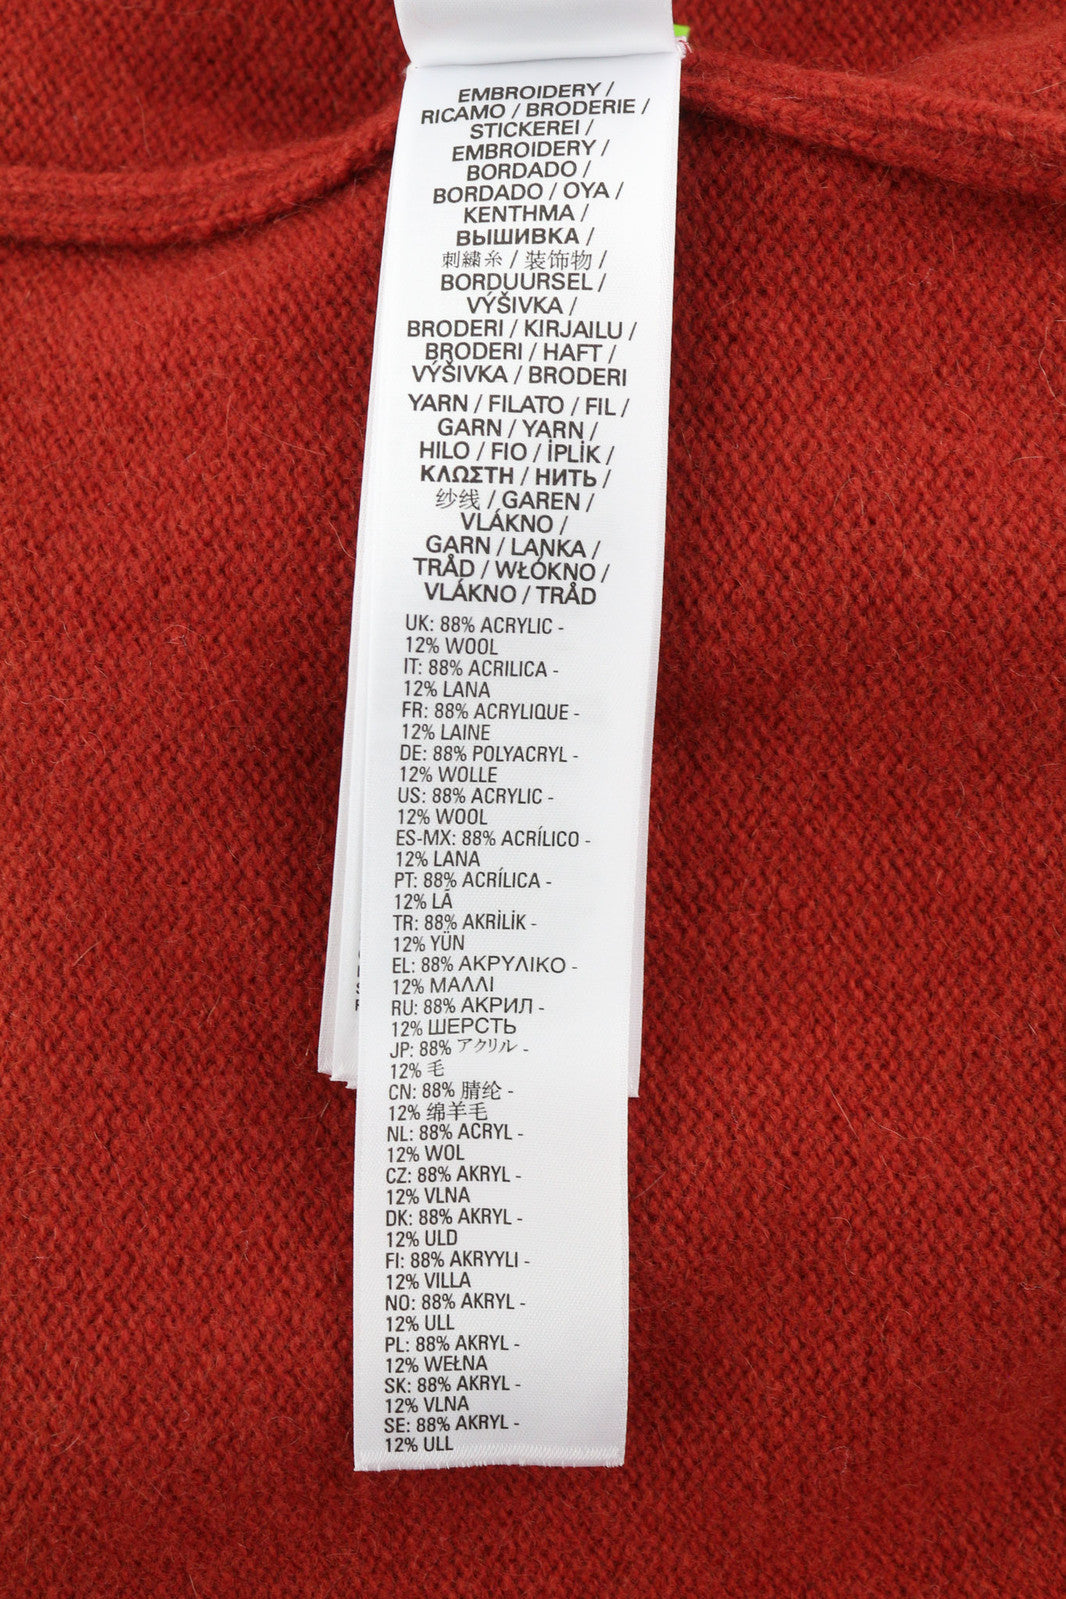 EMBROIDERY /
RICAMO / BRODERIE /
STICKEREI /
EMBROIDERY /
BORDADO /
BORDADO / OYA /
KENTHMA /
ВЫШИВКА /
刺繍糸 / 装饰物 /
BORDUURSEL /
VÝŠIVKA /
BRODERI / KIRJAILU /
BRODERI / HAFT /
VÝŠIVKA / BRODERI
YARN / FILATO / FIL /
GARN / YARN /
HILO / FIO / İPLİK /
ΚΛΩΣΤΗ / НИТЬ /
纱线 / GAREN /
VLÁKNO /
GARN / LANKA /
TRÅD / WŁÓKNO /
VLÁKNO / TRÅD
UK: 88% ACRYLIC -
12% WOOL
IT: 88% ACRILICA -
12% LANA
FR: 88% ACRYLIQUE -
12% LAINE
DE: 88% POLYACRYL -
12% WOLLE
US: 88% ACRYLIC -
12% WOOL
ES-MX: 88% ACRÍLICO -
12% LANA
PT: 88% ACRÍLICA -
12% LÃ
TR: 88% AKRİLİK -
12% YÜN
EL: 88% ΑΚΡΥΛΙΚΟ -
12% ΜΑΛΛΙ
RU: 88% АКРИЛ -
12% ШЕРСТЬ
JP: 88% アクリル -
12% 毛
CN: 88% 腈纶 -
12% 绵羊毛
NL: 88% ACRYL -
12% WOL
CZ: 88% AKRYL -
12% VLNA
DK: 88% AKRYL -
12% ULD
FI: 88% AKRYYLI -
12% VILLA
NO: 88% AKRYL -
12% ULL
PL: 88% AKRYL -
12% WEŁNA
SK: 88% AKRYL -
12% VLNA
SE: 88% AKRYL -
12% ULL